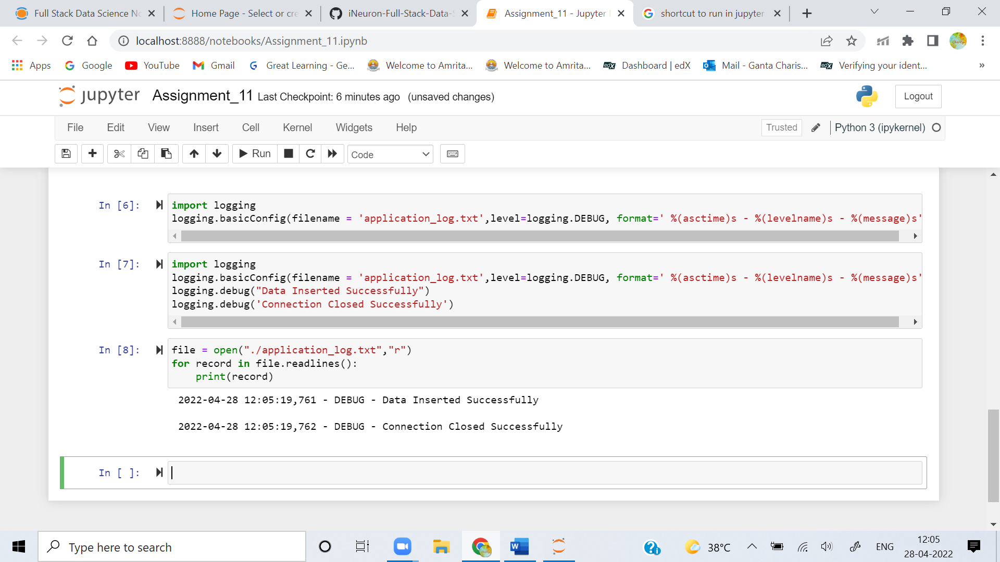 Full Stack Data Science No
Home Page - Select or cre
iNeuron-Full-Stack-Data-S
Assignment_11 - Jupyter
shortcut to run in jupyter
localhost:8888/notebooks/Assignment_11.ipynb
Apps
Google
YouTube
Gmail
Great Learning - Ge...
Welcome to Amrita...
Welcome to Amrita...
edX Dashboard | edX
Mail - Ganta Charis...
edX Verifying your ident...
»
jupyter Assignment_11 Last Checkpoint: 6 minutes ago (unsaved changes)
Logout
File Edit View Insert Cell Kernel Widgets Help
Trusted
Python 3 (ipykernel)
Run
Code
In [6]:
import logging
logging.basicConfig(filename = 'application_log.txt',level=logging.DEBUG, format=' %(asctime)s - %(levelname)s - %(message)s'
In [7]:
import logging
logging.basicConfig(filename = 'application_log.txt',level=logging.DEBUG, format=' %(asctime)s - %(levelname)s - %(message)s'
logging.debug("Data Inserted Successfully")
logging.debug('Connection Closed Successfully')
In [8]:
file = open("./application_log.txt","r")
for record in file.readlines():
    print(record)
2022-04-28 12:05:19,761 - DEBUG - Data Inserted Successfully
2022-04-28 12:05:19,762 - DEBUG - Connection Closed Successfully
In [ ]:
Type here to search
38°C
ENG
12:05
28-04-2022